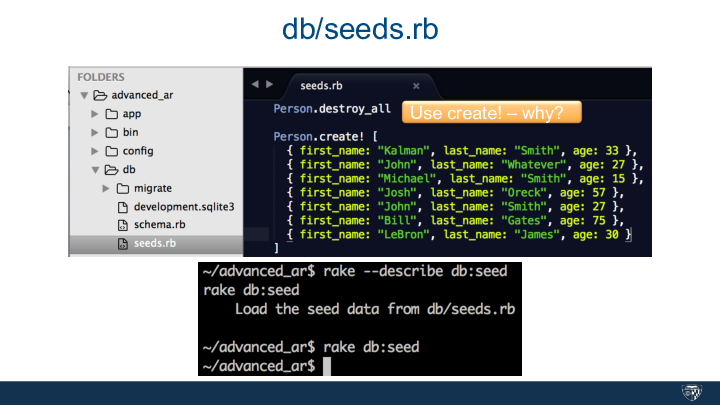 db/seeds.rb
FOLDERS
advanced_ar
app
bin
config
db
migrate
development.sqlite3
schema.rb
seeds.rb
seeds.rb
Person.destroy_all
Use create! – why?
Person.create! [
{ first_name: "Kalman", last_name: "Smith", age: 33 },
{ first_name: "John", last_name: "Whatever", age: 27 },
{ first_name: "Michael", last_name: "Smith", age: 15 },
{ first_name: "Josh", last_name: "Oreck", age: 57 },
{ first_name: "John", last_name: "Smith", age: 27 },
{ first_name: "Bill", last_name: "Gates", age: 75 },
{ first_name: "LeBron", last_name: "James", age: 30 }
]
~/advanced_ar$ rake --describe db:seed
rake db:seed
Load the seed data from db/seeds.rb
~/advanced_ar$ rake db:seed
~/advanced_ar$